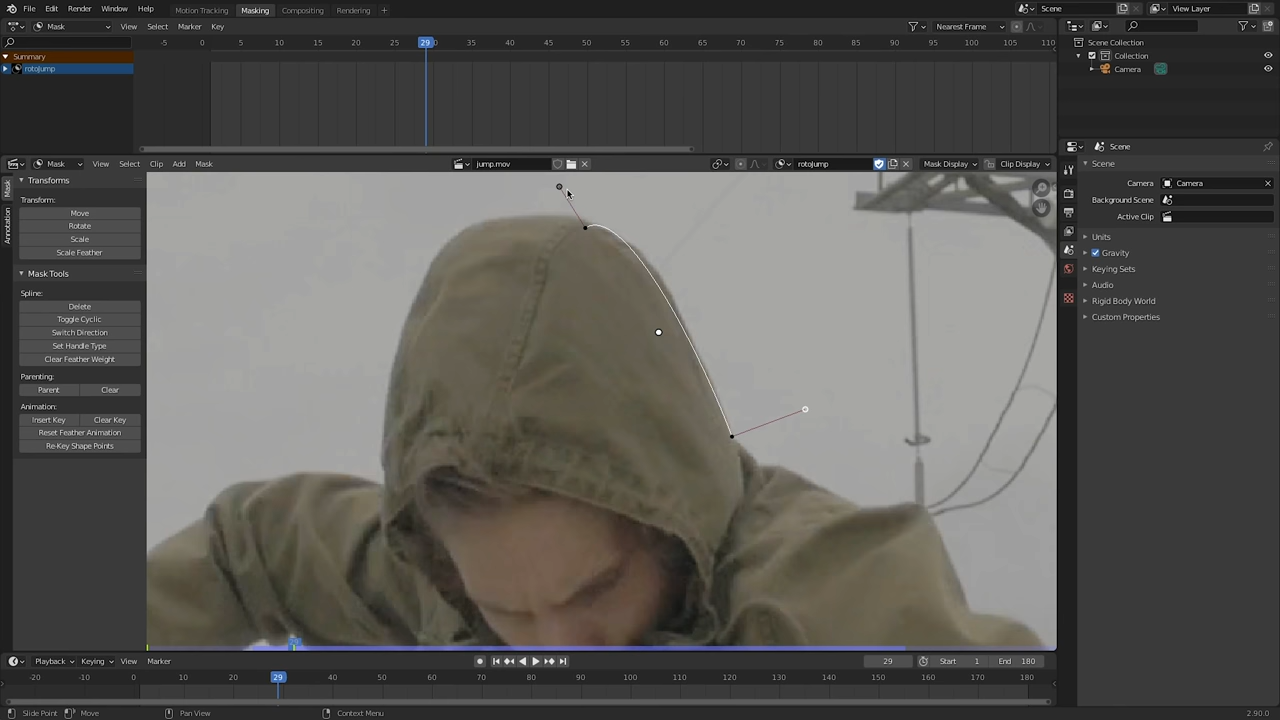 File Edit Render Window Help Motion Tracking Masking Compositing Rendering + Scene View Layer
Mask View Select Marker Key Nearest Frame
-5 0 5 10 15 20 25 29 30 35 40 45 50 55 60 65 70 75 80 85 90 95 100 105 110
Summary
rotoJump
Scene Collection
Collection
Camera
Mask View Select Clip Add Mask jump.mov rotoJump Mask Display Clip Display
Mask
Annotation
Transforms
Transform:
Move
Rotate
Scale
Scale Feather
Mask Tools
Spline:
Delete
Toggle Cyclic
Switch Direction
Set Handle Type
Clear Feather Weight
Parenting:
Parent Clear
Animation:
Insert Key Clear Key
Reset Feather Animation
Re-Key Shape Points
29
Scene
Scene
Camera Camera
Background Scene
Active Clip
Units
Gravity
Keying Sets
Audio
Rigid Body World
Custom Properties
Playback Keying View Marker 29 Start 1 End 180
-20 -10 0 10 20 29 40 50 60 70 80 90 100 110 120 130 140 150 160 170 180
Slide Point Move Pan View Context Menu 2.90.0